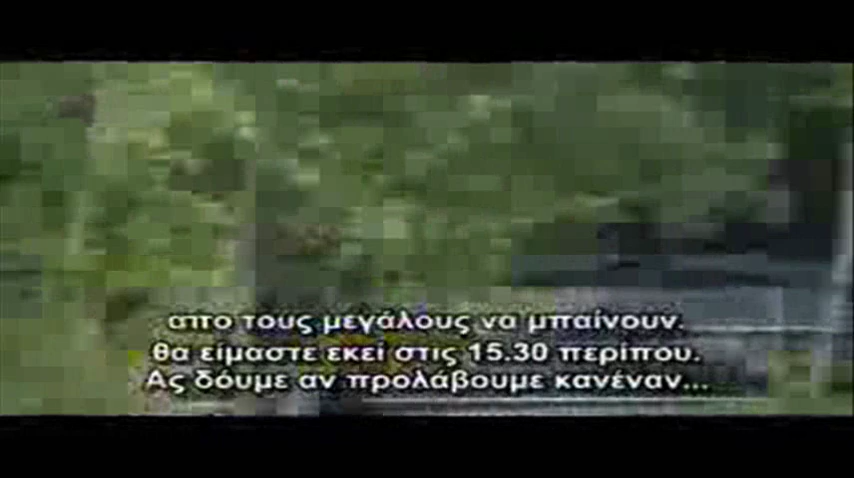 απο τους μεγάλους να μπαίνουν.
θα είμαστε εκεί στις 15.30 περίπου.
Ας δούμε αν προλάβουμε κανέναν...